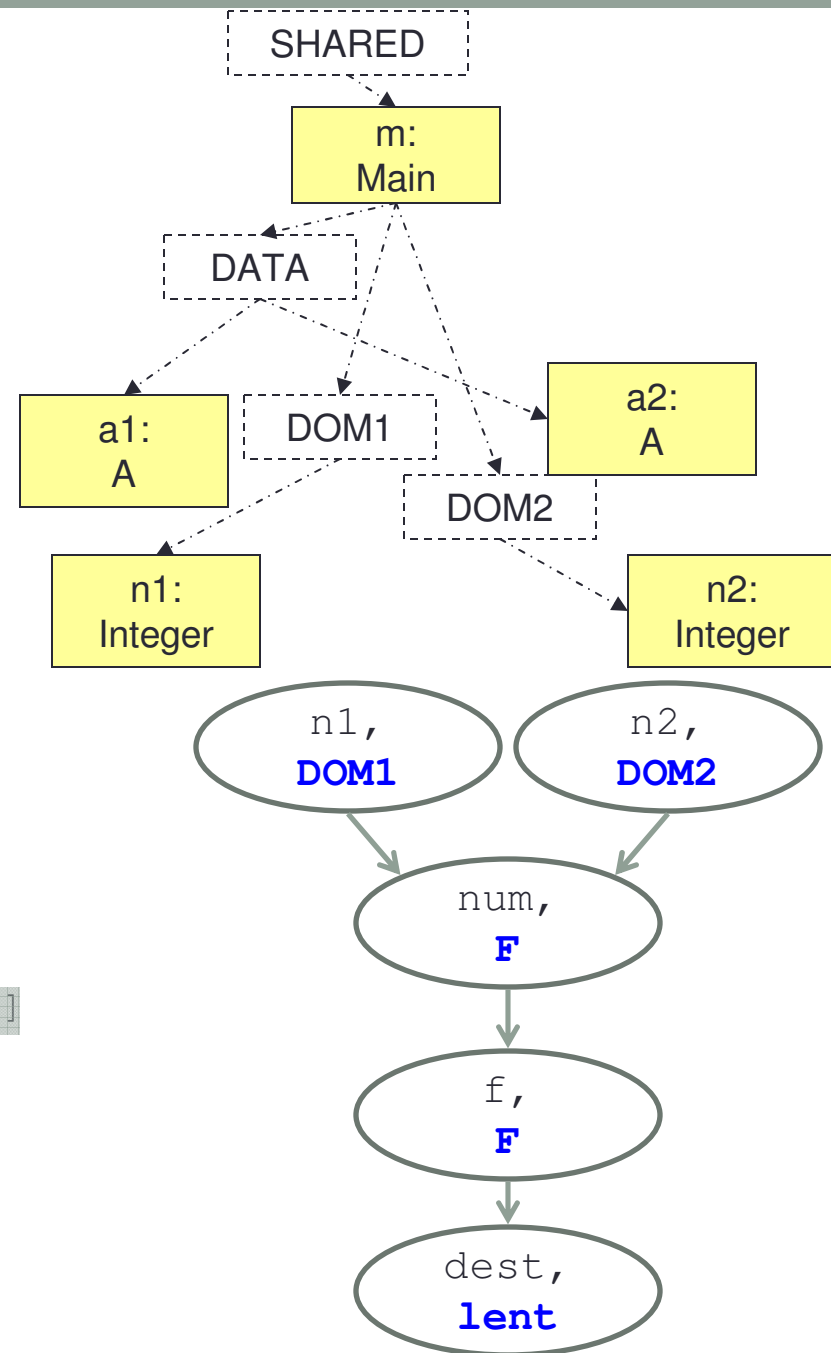 SHARED
m:
Main
DATA
a1:
A
DOM1
a2:
A
DOM2
n1:
Integer
n2:
Integer
n1,
DOM1
n2,
DOM2
num,
F
]
f,
F
dest,
lent